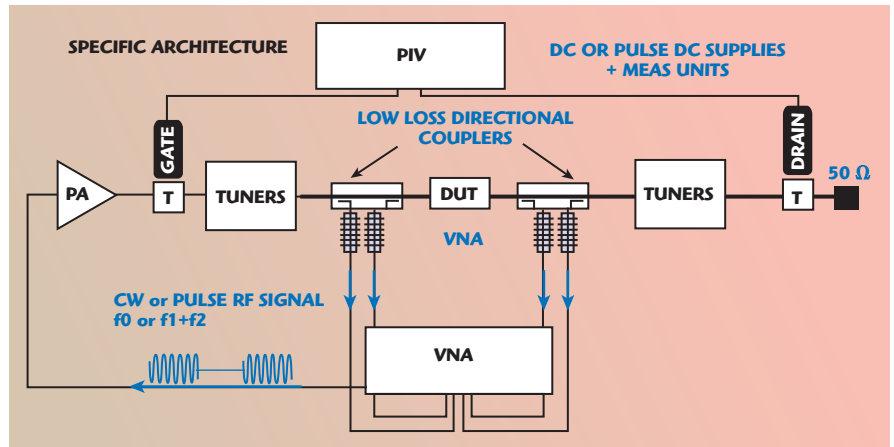 SPECIFIC ARCHITECTURE
PIV
DC OR PULSE DC SUPPLIES
+ MEAS UNITS
LOW LOSS DIRECTIONAL
COUPLERS
GATE
DRAIN
PA
T
TUNERS
DUT
TUNERS
T
50 Ω
VNA
CW or PULSE RF SIGNAL
f0 or f1+f2
VNA